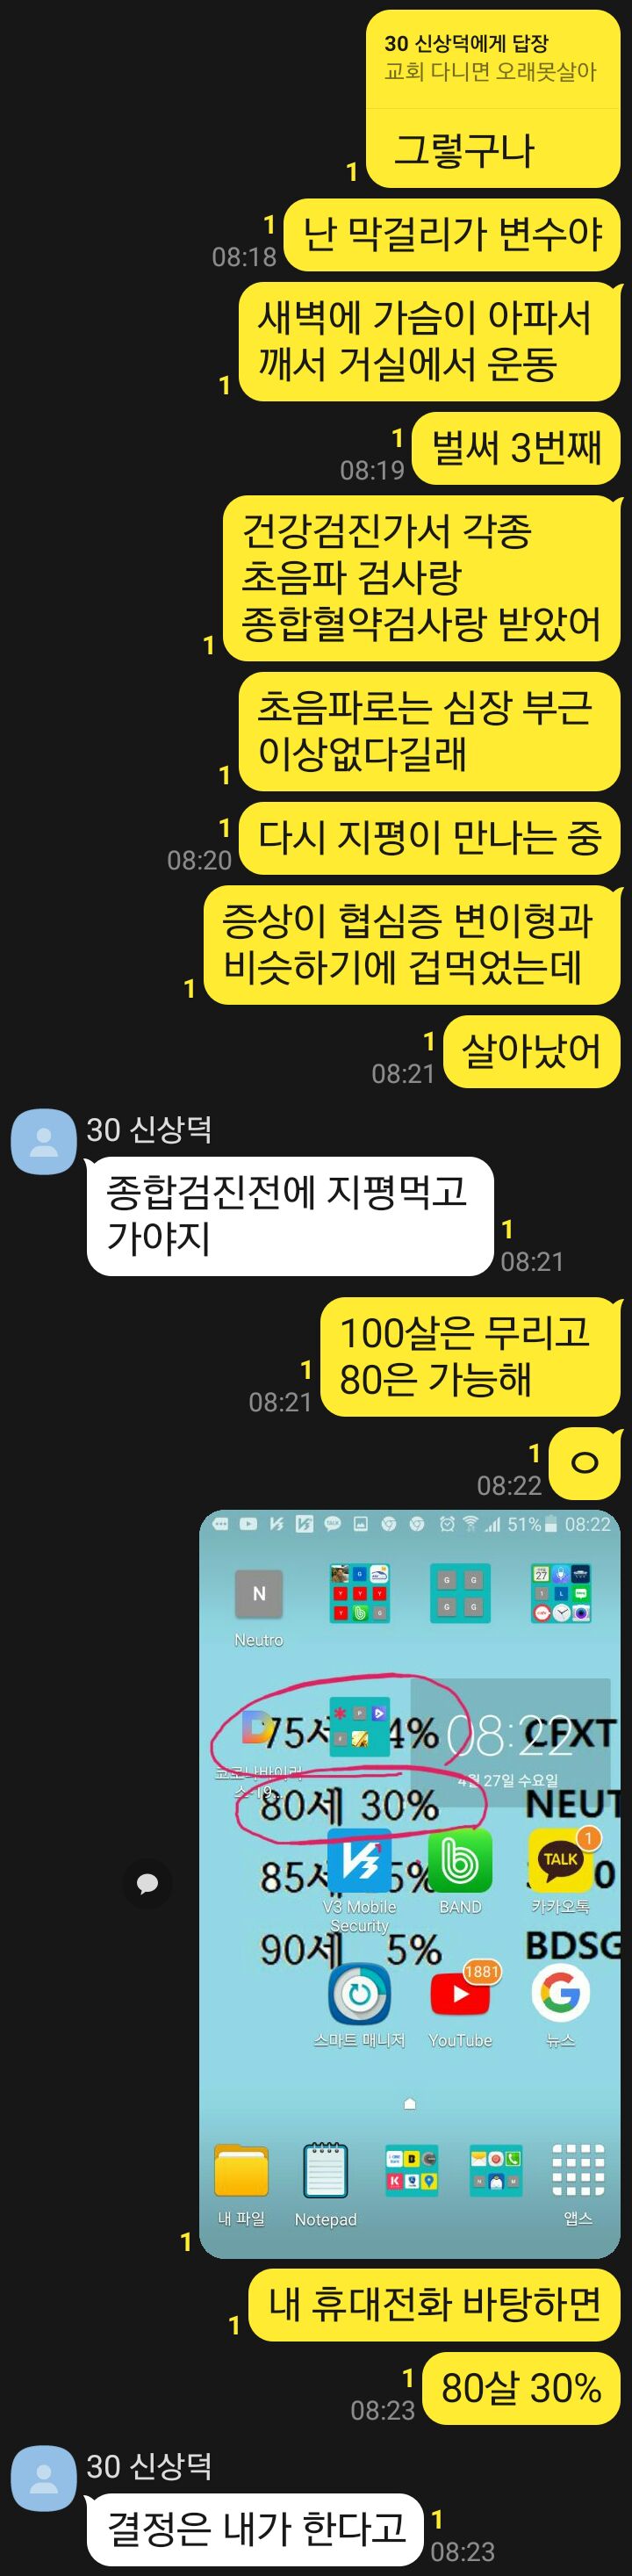 30 신상덕에게 답장
교회 다니면 오래못살아
그렇구나
1
난 막걸리가 변수야
1
08:18
새벽에 가슴이 아파서
깨서 거실에서 운동
1
벌써 3번째
1
08:19
건강검진가서 각종
초음파 검사랑
종합혈약검사랑 받았어
1
초음파로는 심장 부근
이상없다길래
1
다시 지평이 만나는 중
1
08:20
증상이 협심증 변이형과
비슷하기에 겁먹었는데
1
살아났어
1
08:21
30 신상덕
종합검진전에 지평먹고
가야지
1
08:21
100살은 무리고
80은 가능해
1
08:21
ㅇ
1
08:22
51% 08:22
N
Neutro
75세 4%
08:22
4월 27일 수요일
CFXT
코로나바이러
스-19...
80세 30%
NEUT
85세 5%
0
V3 Mobile
Security
BAND
TALK
1
카카오톡
90세 5%
BDSG
스마트 매니저
1881
YouTube
뉴스
내 파일
Notepad
앱스
1
내 휴대전화 바탕하면
1
80살 30%
1
08:23
30 신상덕
결정은 내가 한다고
1
08:23